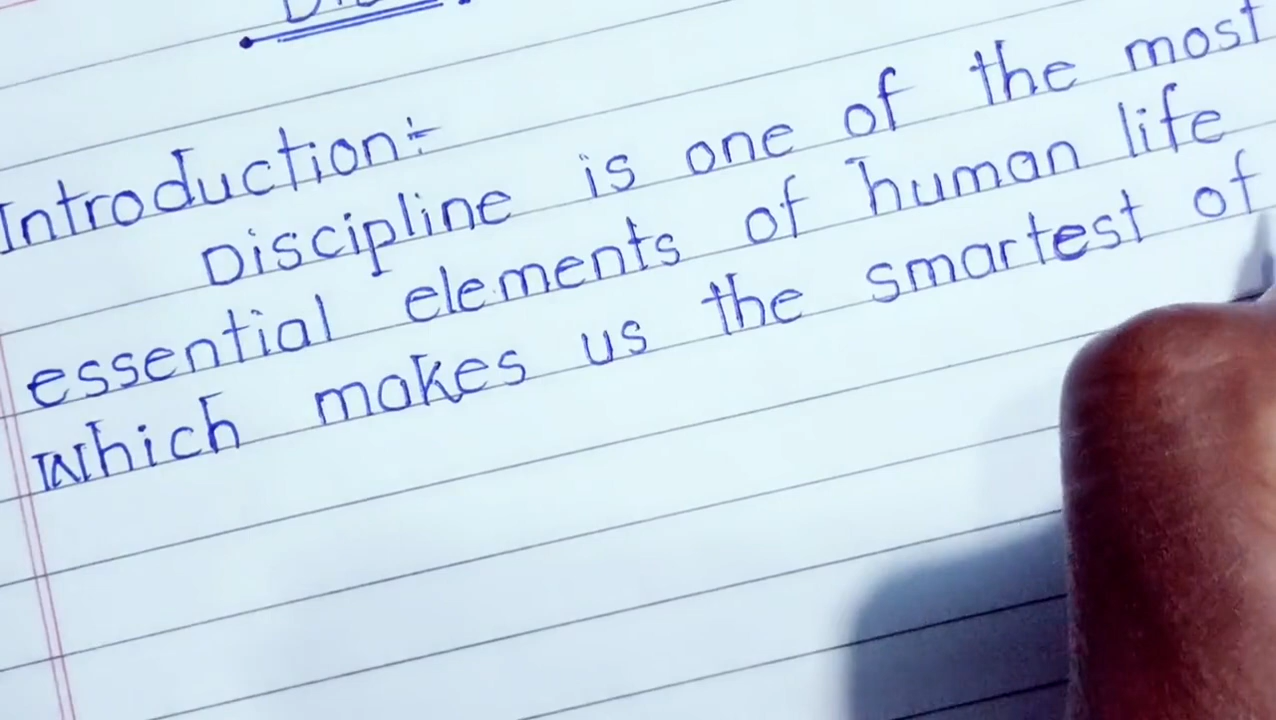 Introduction:-
Discipline is one of the most
essential elements of human life
which makes us the smartest of